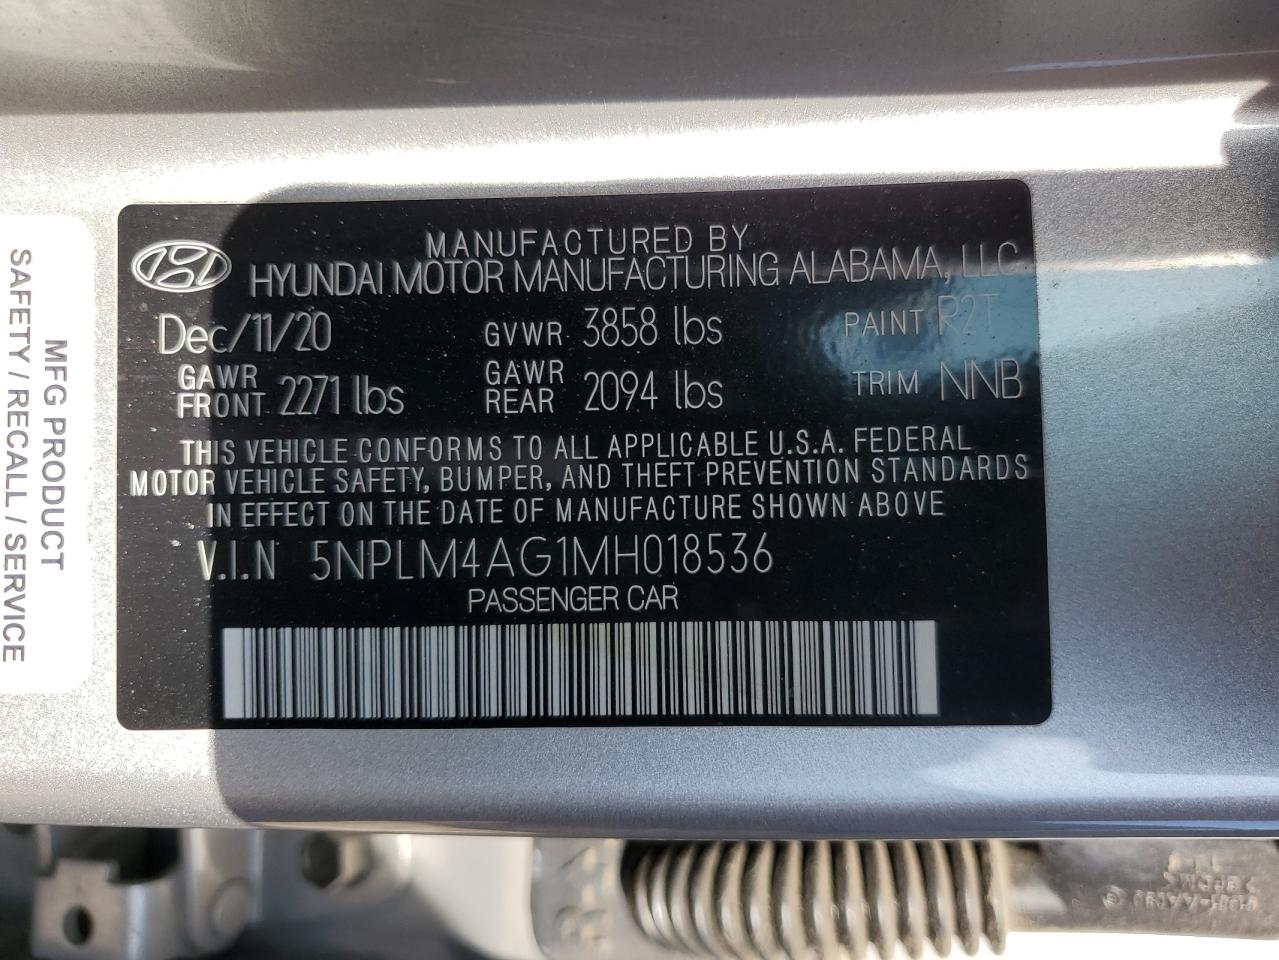 MANUFACTURED BY
HYUNDAI MOTOR MANUFACTURING ALABAMA, LLC
Dec/11/20 GVWR 3858 lbs PAINT R2T
GAWR FRONT 2271 lbs GAWR REAR 2094 lbs TRIM NNB
THIS VEHICLE CONFORMS TO ALL APPLICABLE U.S.A. FEDERAL
MOTOR VEHICLE SAFETY, BUMPER, AND THEFT PREVENTION STANDARDS
IN EFFECT ON THE DATE OF MANUFACTURE SHOWN ABOVE
V.I.N 5NPLM4AG1MH018536
PASSENGER CAR
MFG PRODUCT
SAFETY / RECALL / SERVICE